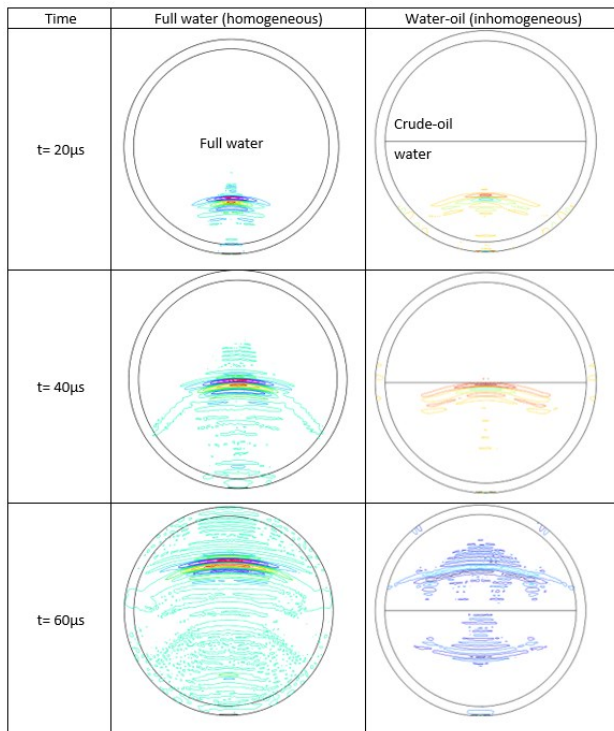 Time Full water (homogeneous) Water-oil (inhomogeneous)
t= 20µs
Full water
Crude-oil
water
t= 40µs
t= 60µs